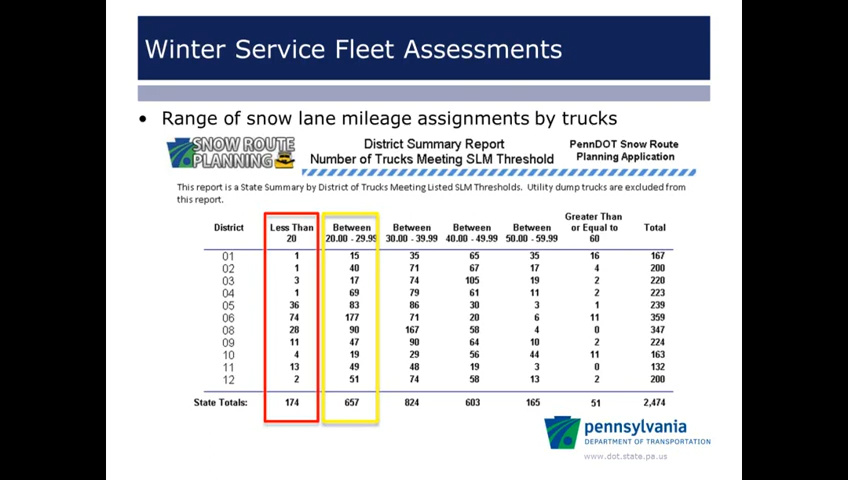 Winter Service Fleet Assessments
• Range of snow lane mileage assignments by trucks
SNOW ROUTE
PLANNING
District Summary Report
Number of Trucks Meeting SLM Threshold
PennDOT Snow Route
Planning Application
This report is a State Summary by District of Trucks Meeting Listed SLM Thresholds. Utility dump trucks are excluded from
this report.
District Less Than 20 Between 20.00 - 29.99 Between 30.00 - 39.99 Between 40.00 - 49.99 Between 50.00 - 59.99 Greater Than or Equal to 60 Total
01 1 15 35 65 35 16 167
02 1 40 71 67 17 4 200
03 3 17 74 105 19 2 220
04 1 69 79 61 11 2 223
05 36 83 86 30 3 1 239
06 74 177 71 20 6 11 359
08 28 90 167 58 4 0 347
09 11 47 90 64 10 2 224
10 4 19 29 56 44 11 163
11 13 49 48 19 3 0 132
12 2 51 74 58 13 2 200
State Totals: 174 657 824 603 165 51 2,474
pennsylvania
DEPARTMENT OF TRANSPORTATION
www.dot.state.pa.us